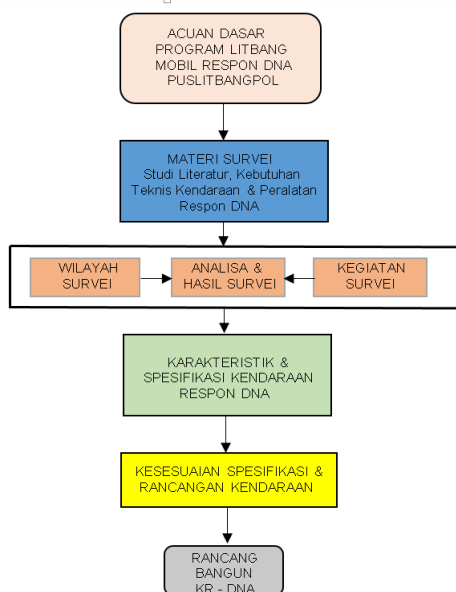 ACUAN DASAR
PROGRAM LITBANG
MOBIL RESPON DNA
PUSLITBANGPOL
MATERI SURVEI
Studi Literatur, Kebutuhan
Teknis Kendaraan & Peralatan
Respon DNA
WILAYAH
SURVEI
ANALISA &
HASIL SURVEI
KEGIATAN
SURVEI
KARAKTERISTIK &
SPESIFIKASI KENDARAAN
RESPON DNA
KESESUAIAN SPESIFIKASI &
RANCANGAN KENDARAAN
RANCANG
BANGUN
KR - DNA